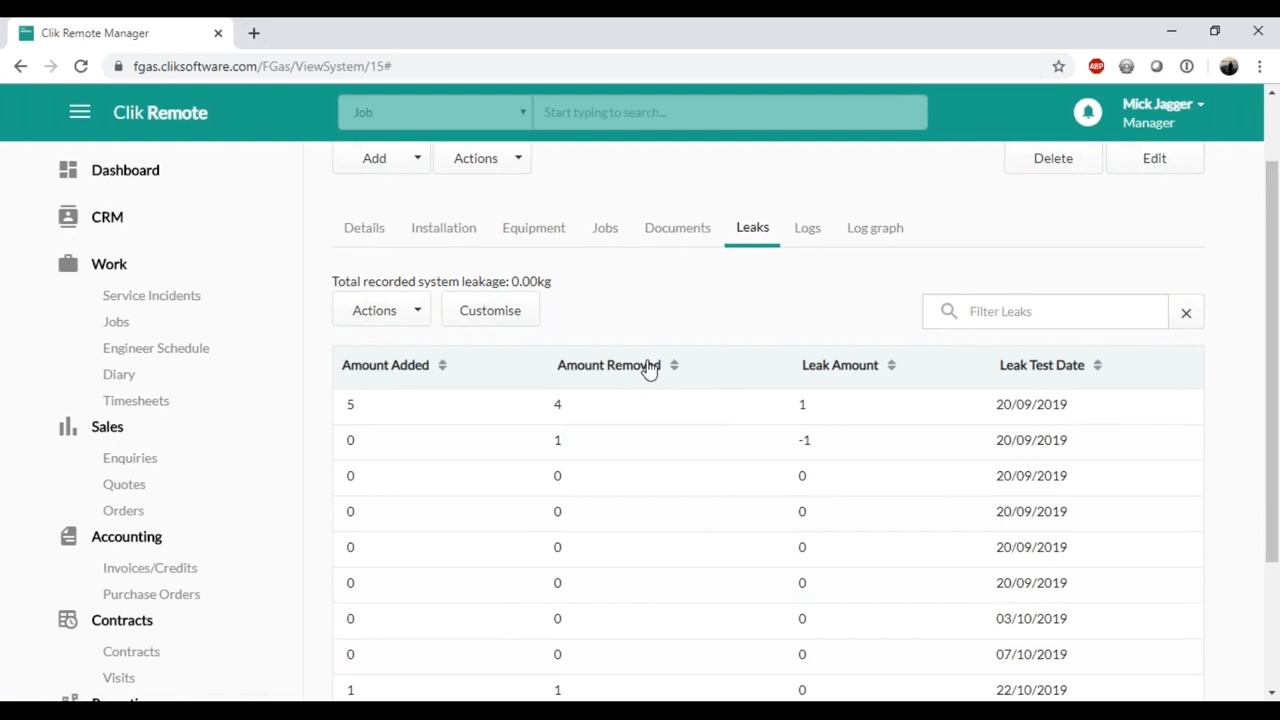 Clik Remote Manager
fgas.cliksoftware.com/FGas/ViewSystem/15#
ABP
Clik Remote
Job
Start typing to search...
Mick Jagger
Manager
Dashboard
CRM
Work
Service Incidents
Jobs
Engineer Schedule
Diary
Timesheets
Sales
Enquiries
Quotes
Orders
Accounting
Invoices/Credits
Purchase Orders
Contracts
Contracts
Visits
Add Actions Delete Edit
Details Installation Equipment Jobs Documents Leaks Logs Log graph
Total recorded system leakage: 0.00kg
Actions Customise Filter Leaks
Amount Added Amount Removed Leak Amount Leak Test Date
5 4 1 20/09/2019
0 1 -1 20/09/2019
0 0 0 20/09/2019
0 0 0 20/09/2019
0 0 0 20/09/2019
0 0 0 20/09/2019
0 0 0 03/10/2019
0 0 0 07/10/2019
1 1 0 22/10/2019